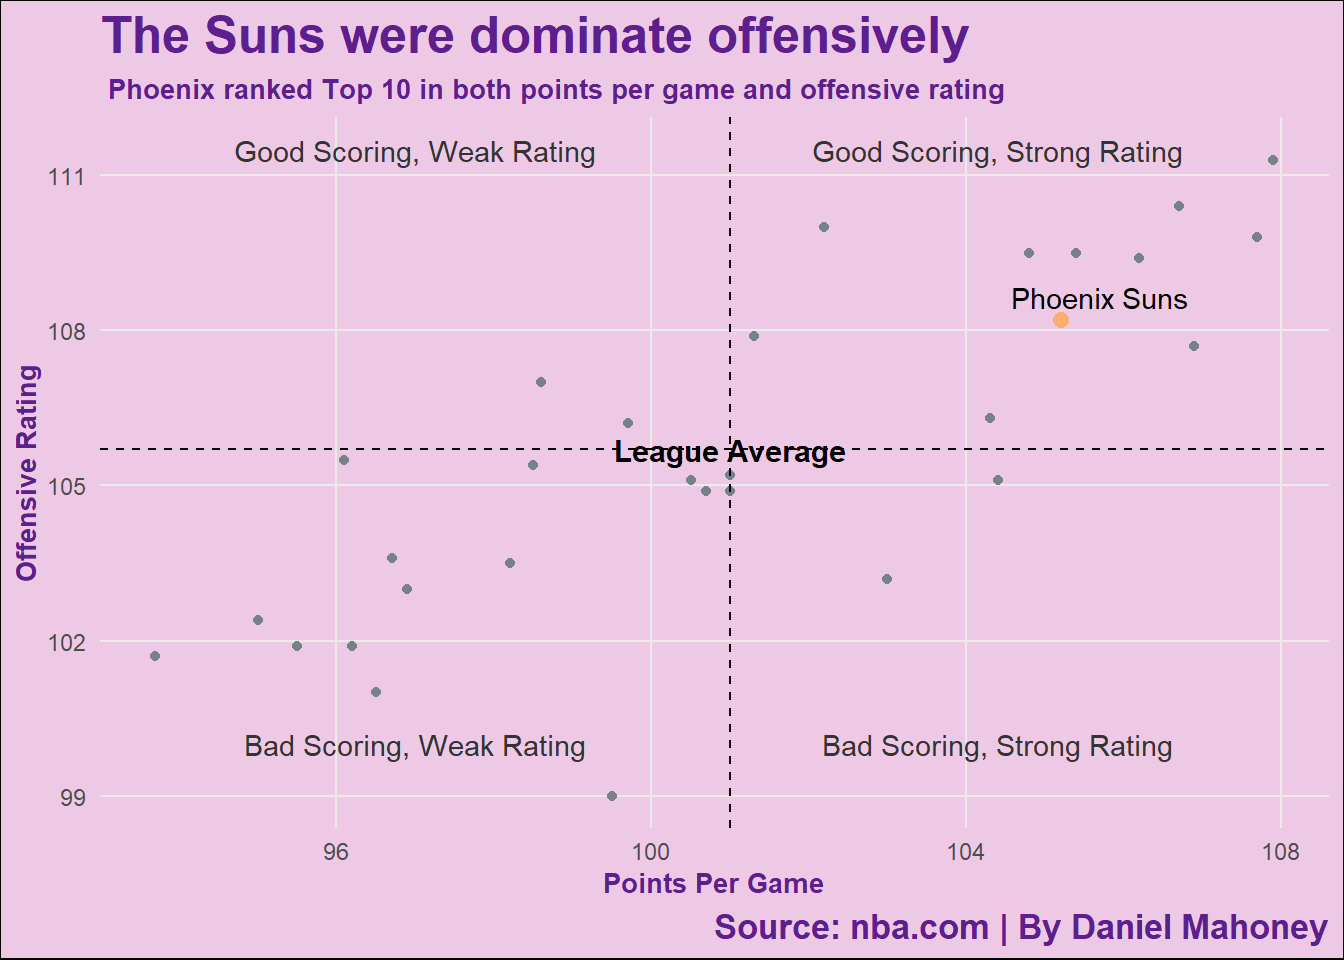 The Suns were dominate offensively
Phoenix ranked Top 10 in both points per game and offensive rating
Good Scoring, Weak Rating
Good Scoring, Strong Rating
111
Phoenix Suns
108
League Average
105
Offensive Rating
102
Bad Scoring, Weak Rating
Bad Scoring, Strong Rating
99
96
100
104
108
Points Per Game
Source: nba.com | By Daniel Mahoney